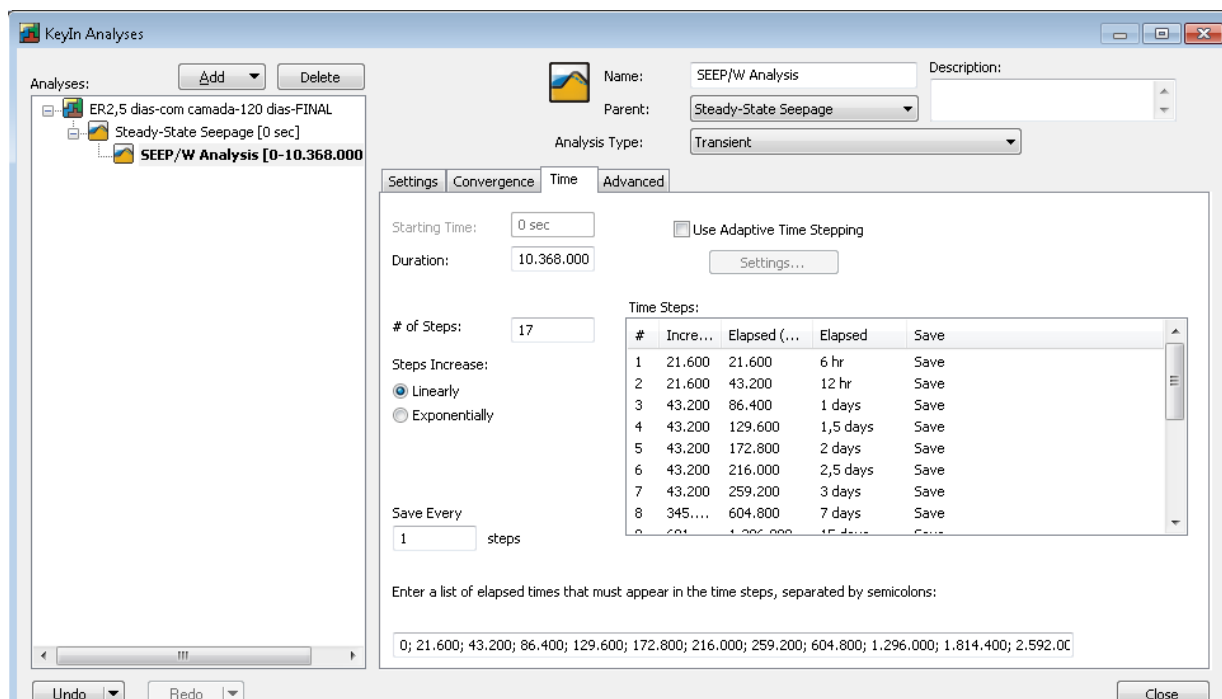 KeyIn Analyses
Analyses:
Add
Delete
ER2,5 dias-com camada-120 dias-FINAL
Steady-State Seepage [0 sec]
SEEP/W Analysis [0-10.368.000
Name:
SEEP/W Analysis
Description:
Parent:
Steady-State Seepage
Analysis Type:
Transient
Settings
Convergence
Time
Advanced
Starting Time:
0 sec
Use Adaptive Time Stepping
Duration:
10.368.000
Settings...
# of Steps:
17
Steps Increase:
Linearly
Exponentially
Save Every
1 steps
Time Steps:
# Incre... Elapsed (... Elapsed Save
1 21.600 21.600 6 hr Save
2 21.600 43.200 12 hr Save
3 43.200 86.400 1 days Save
4 43.200 129.600 1,5 days Save
5 43.200 172.800 2 days Save
6 43.200 216.000 2,5 days Save
7 43.200 259.200 3 days Save
8 345.... 604.800 7 days Save
Enter a list of elapsed times that must appear in the time steps, separated by semicolons:
0; 21.600; 43.200; 86.400; 129.600; 172.800; 216.000; 259.200; 604.800; 1.296.000; 1.814.400; 2.592.00
Undo
Redo
Close